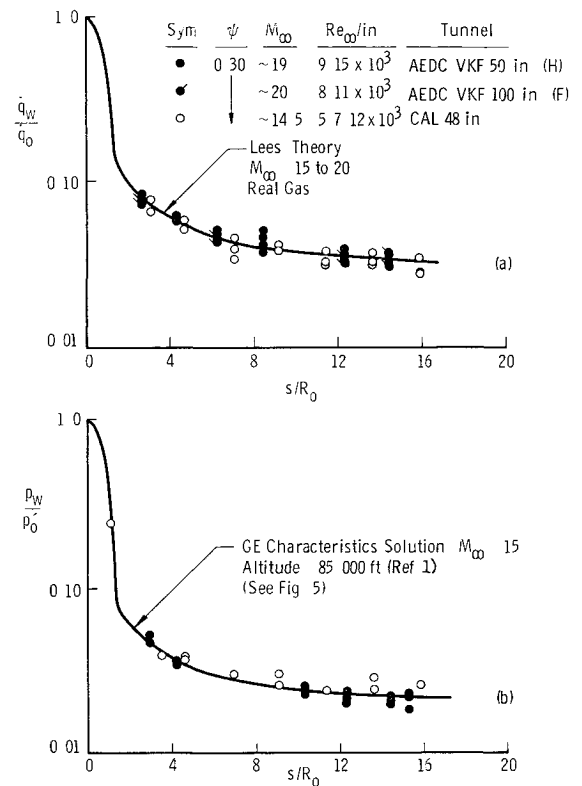 1 0
Sym ψ M∞ Re∞/in Tunnel
0 30 ~19 9 15 x 10³ AEDC VKF 50 in (H)
~20 8 11 x 10³ AEDC VKF 100 in (F)
~14 5 5 7 12 x 10³ CAL 48 in
q̇w
q̇o
Lees Theory
M∞ 15 to 20
Real Gas
0 10
(a)
0 01
0 4 8 12 16 20
s/R₀
1 0
pw
p′o
GE Characteristics Solution M∞ 15
Altitude 85 000 ft (Ref 1)
(See Fig 5)
0 10
(b)
0 01
0 4 8 12 16 20
s/R₀